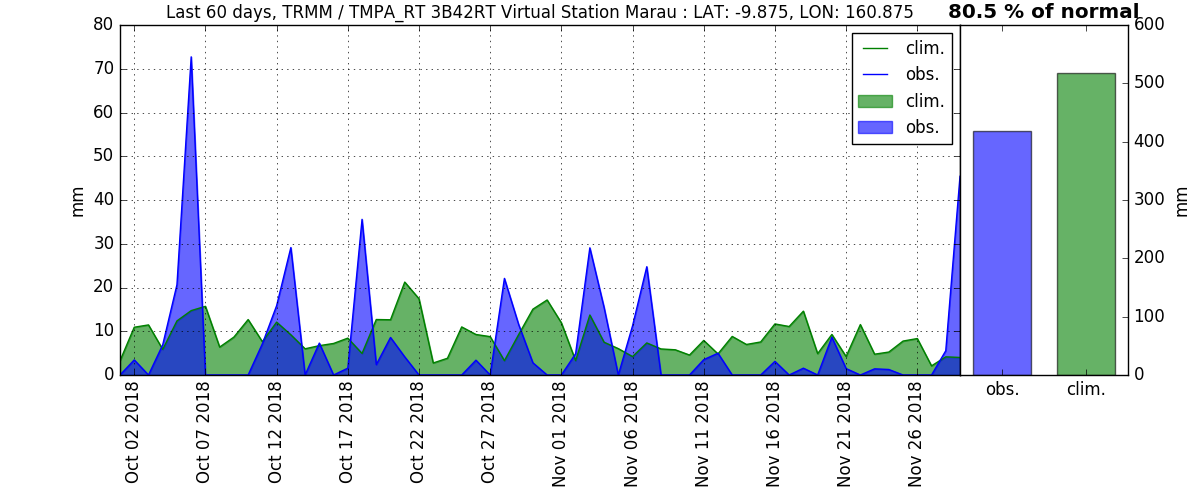 Last 60 days, TRMM / TMPA_RT 3B42RT Virtual Station Marau : LAT: -9.875, LON: 160.875
80.5 % of normal
80
70
60
50
40
30
20
10
0
mm
clim.
obs.
clim.
obs.
600
500
400
300
200
100
0
mm
Oct 02 2018
Oct 07 2018
Oct 12 2018
Oct 17 2018
Oct 22 2018
Oct 27 2018
Nov 01 2018
Nov 06 2018
Nov 11 2018
Nov 16 2018
Nov 21 2018
Nov 26 2018
obs.
clim.